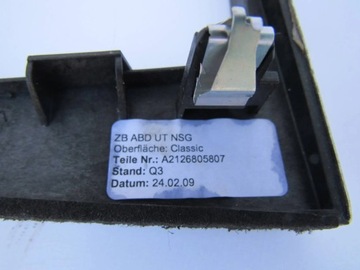 ZB ABD UT NSG
Oberfläche: Classic
Teile Nr.: A2126805807
Stand: Q3
Datum: 24.02.09